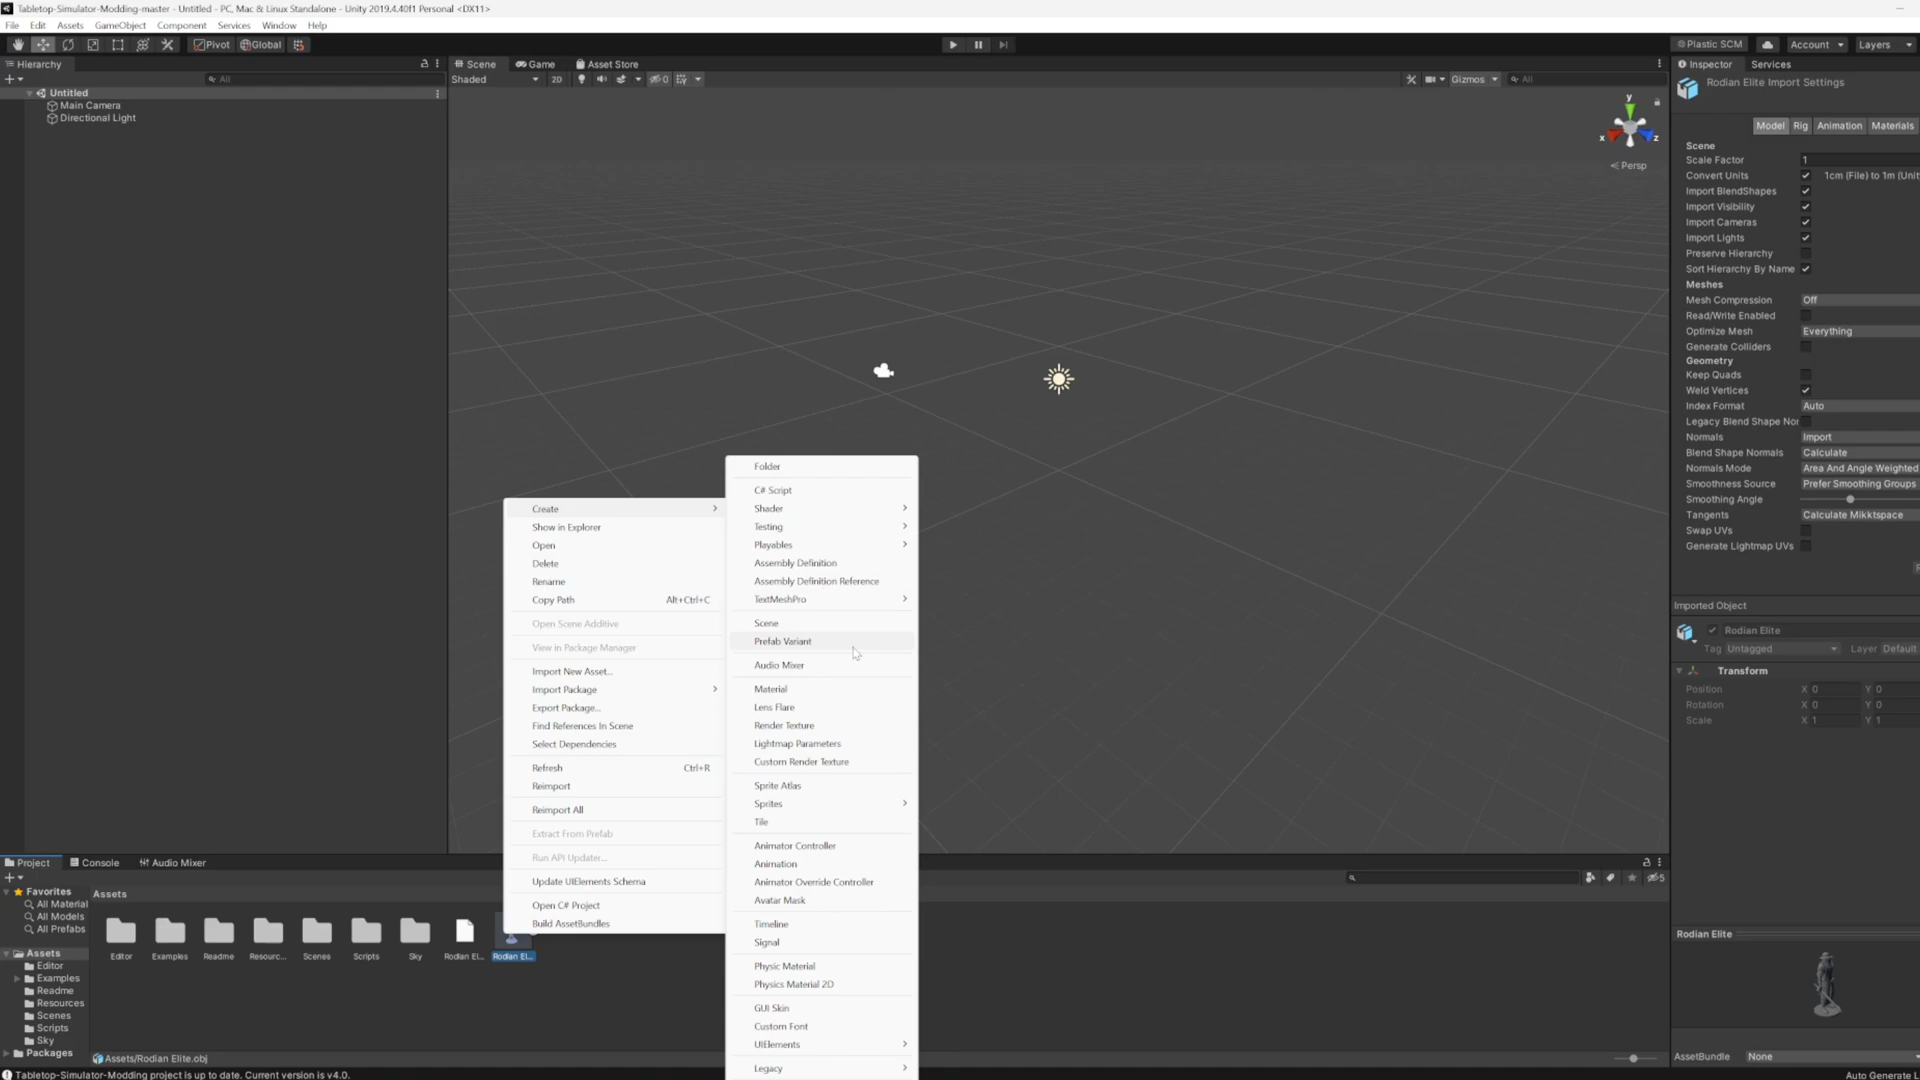 Tabletop-Simulator-Modding-master - Untitled - PC, Mac & Linux Standalone - Unity 2019.4.40f1 Personal <DX11>
File Edit Assets GameObject Component Services Window Help
Pivot Global
Plastic SCM Account Layers
Hierarchy
Scene Game Asset Store
Inspector Services
All
Shaded 2D 0 Gizmos All
Rodian Elite Import Settings
Untitled
Main Camera
Directional Light
y
x z
Persp
Model Rig Animation Materials
Scene
Scale Factor 1
Convert Units 1cm (File) to 1m (Unit
Import BlendShapes
Import Visibility
Import Cameras
Import Lights
Preserve Hierarchy
Sort Hierarchy By Name
Meshes
Mesh Compression Off
Read/Write Enabled
Optimize Mesh Everything
Generate Colliders
Geometry
Keep Quads
Weld Vertices
Index Format Auto
Legacy Blend Shape Nor
Normals Import
Blend Shape Normals Calculate
Normals Mode Area And Angle Weighted
Smoothness Source Prefer Smoothing Groups
Smoothing Angle
Tangents Calculate Mikktspace
Swap UVs
Generate Lightmap UVs
R
Imported Object
Rodian Elite
Tag Untagged Layer Default
Transform
Position X 0 Y 0
Rotation X 0 Y 0
Scale X 1 Y 1
Create
Show in Explorer
Open
Delete
Rename
Copy Path Alt+Ctrl+C
Open Scene Additive
View in Package Manager
Import New Asset...
Import Package
Export Package...
Find References In Scene
Select Dependencies
Refresh Ctrl+R
Reimport
Reimport All
Extract From Prefab
Run API Updater...
Update UIElements Schema
Open C# Project
Build AssetBundles
Folder
C# Script
Shader
Testing
Playables
Assembly Definition
Assembly Definition Reference
TextMeshPro
Scene
Prefab Variant
Audio Mixer
Material
Lens Flare
Render Texture
Lightmap Parameters
Custom Render Texture
Sprite Atlas
Sprites
Tile
Animator Controller
Animation
Animator Override Controller
Avatar Mask
Timeline
Signal
Physic Material
Physics Material 2D
GUI Skin
Custom Font
UIElements
Legacy
Project Console Audio Mixer
5
Favorites
All Material
All Models
All Prefabs
Assets
Editor
Examples
Readme
Resources
Scenes
Scripts
Sky
Packages
Assets
Editor Examples Readme Resourc... Scenes Scripts Sky Rodian El... Rodian El...
Assets/Rodian Elite.obj
Rodian Elite
AssetBundle None
Tabletop-Simulator-Modding project is up to date. Current version is v4.0.
Auto Generate L